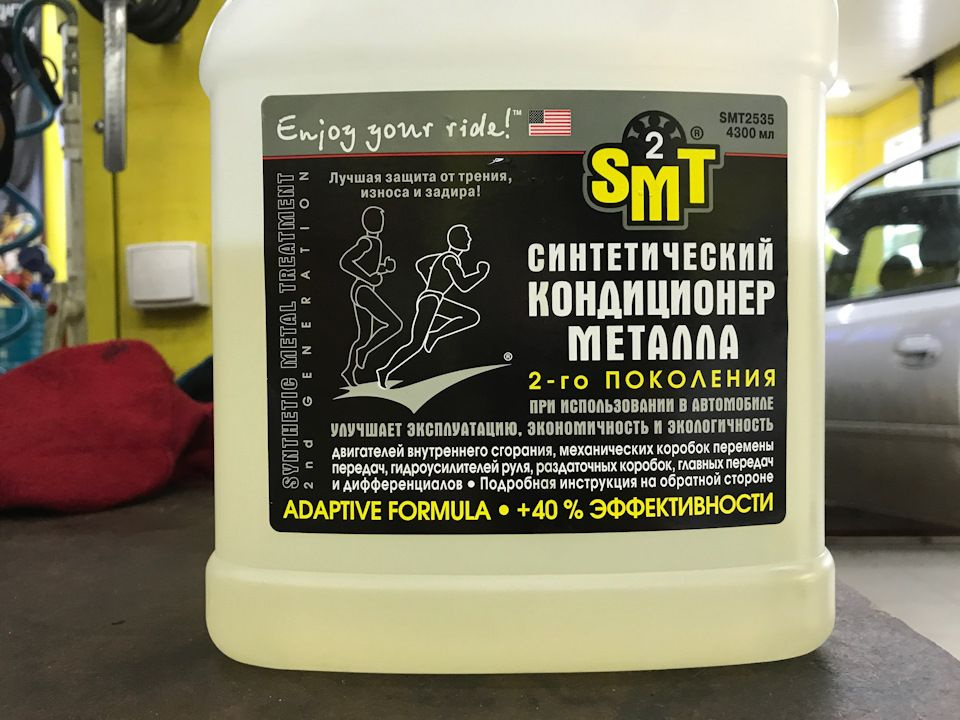 Enjoy your ride!™
SMT2535
4300 мл
2
SMT®
Лучшая защита от трения,
износа и задира!
SYNTHETIC METAL TREATMENT
2nd GENERATION
СИНТЕТИЧЕСКИЙ
КОНДИЦИОНЕР
МЕТАЛЛА
2-го ПОКОЛЕНИЯ
®
ПРИ ИСПОЛЬЗОВАНИИ В АВТОМОБИЛЕ
УЛУЧШАЕТ ЭКСПЛУАТАЦИЮ, ЭКОНОМИЧНОСТЬ И ЭКОЛОГИЧНОСТЬ
двигателей внутреннего сгорания, механических коробок перемены
передач, гидроусилителей руля, раздаточных коробок, главных передач
и дифференциалов • Подробная инструкция на обратной стороне
ADAPTIVE FORMULA • +40 % ЭФФЕКТИВНОСТИ